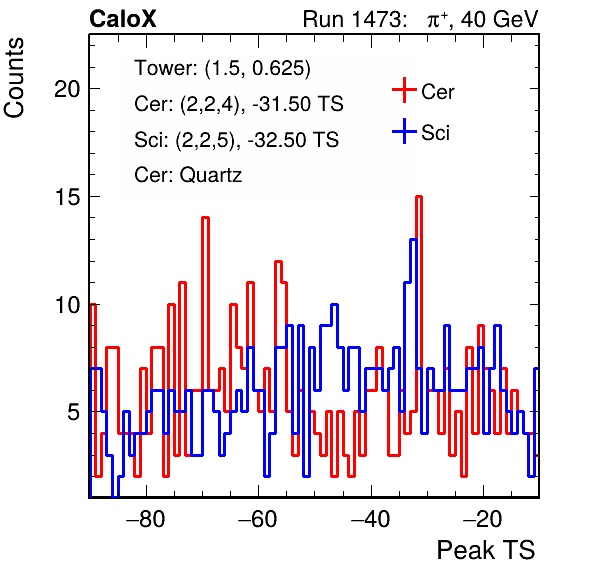 CaloX
Run 1473: π⁺, 40 GeV
Counts
Tower: (1.5, 0.625)
Cer: (2,2,4), -31.50 TS
Sci: (2,2,5), -32.50 TS
Cer: Quartz
Cer
Sci
20
15
10
5
−80 −60 −40 −20
Peak TS